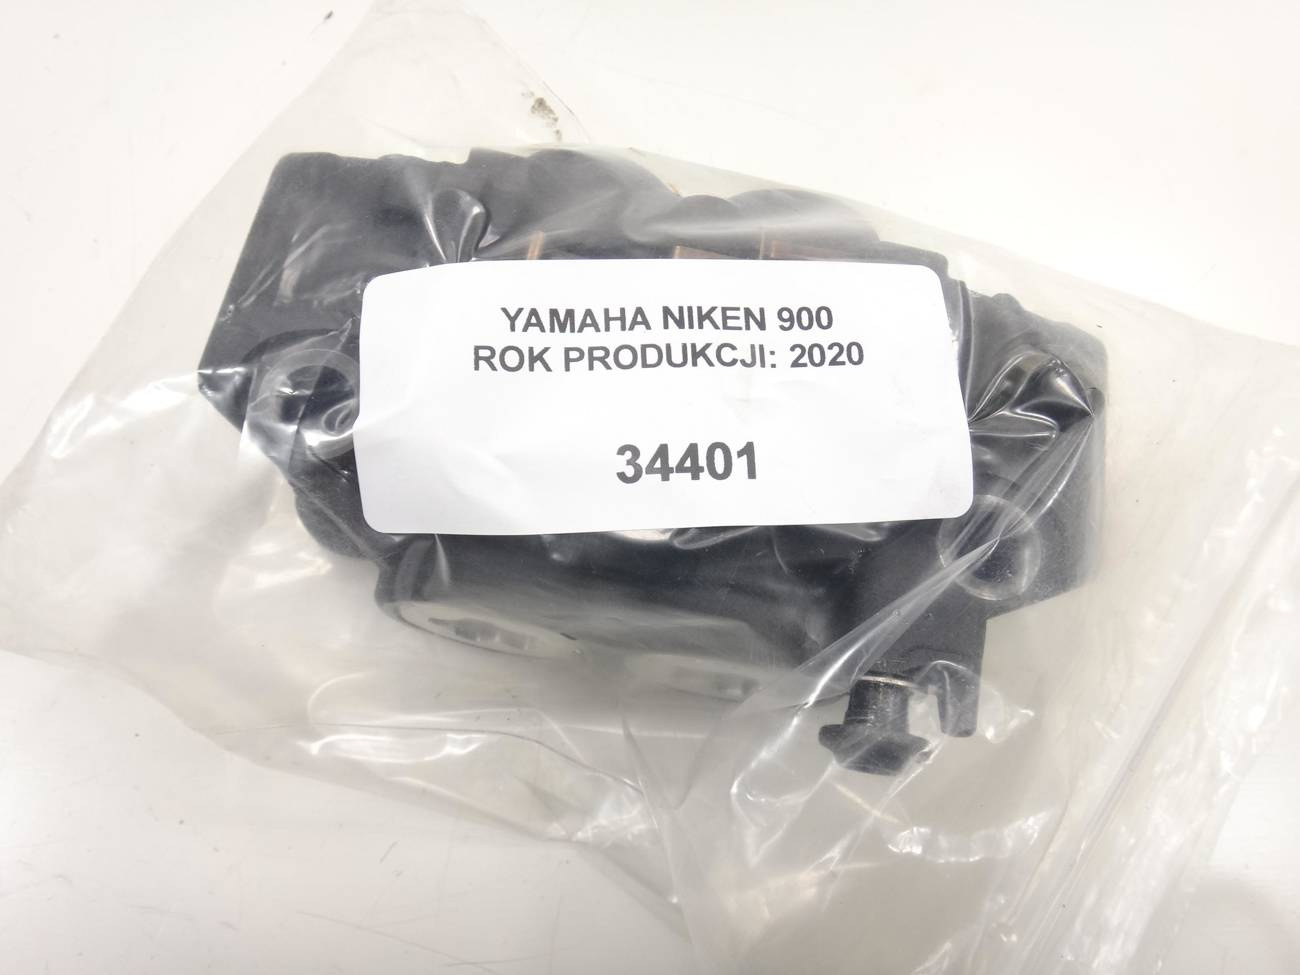 YAMAHA NIKEN 900
ROK PRODUKCJI: 2020
34401